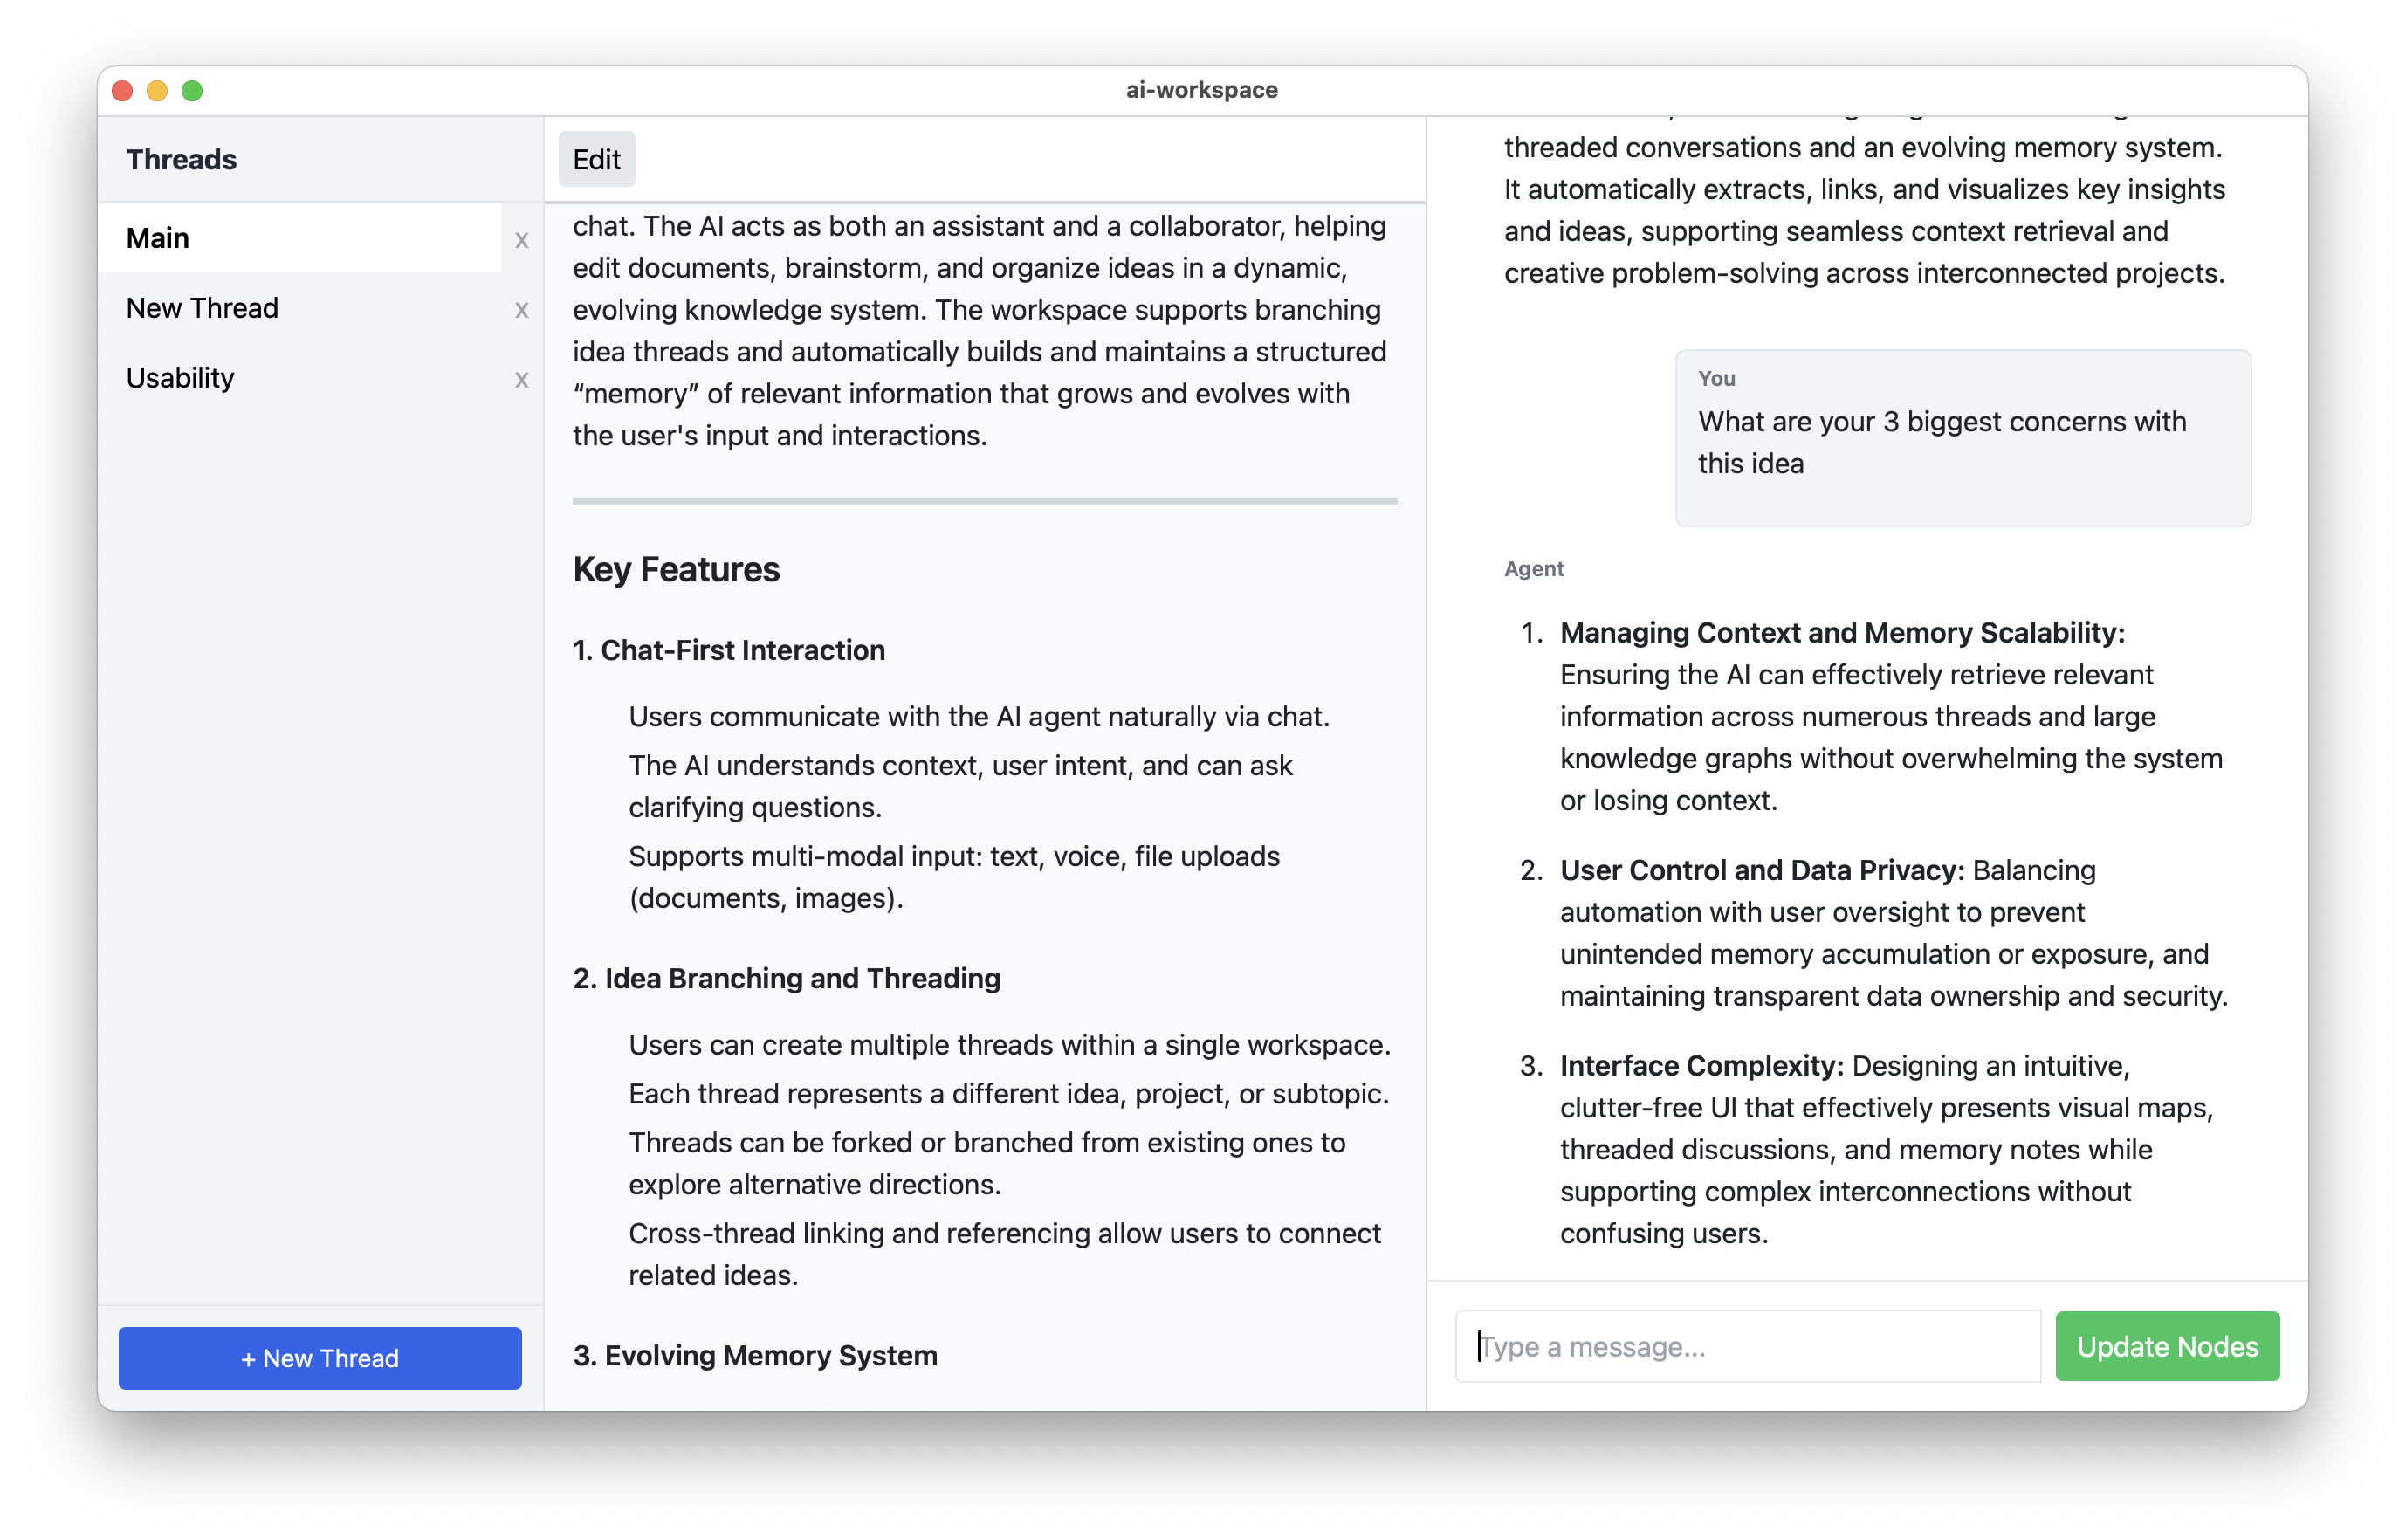 ai-workspace
Threads
Main
x
New Thread
x
Usability
x
+ New Thread
Edit
chat. The AI acts as both an assistant and a collaborator, helping
edit documents, brainstorm, and organize ideas in a dynamic,
evolving knowledge system. The workspace supports branching
idea threads and automatically builds and maintains a structured
“memory” of relevant information that grows and evolves with
the user's input and interactions.
Key Features
1. Chat-First Interaction
Users communicate with the AI agent naturally via chat.
The AI understands context, user intent, and can ask
clarifying questions.
Supports multi-modal input: text, voice, file uploads
(documents, images).
2. Idea Branching and Threading
Users can create multiple threads within a single workspace.
Each thread represents a different idea, project, or subtopic.
Threads can be forked or branched from existing ones to
explore alternative directions.
Cross-thread linking and referencing allow users to connect
related ideas.
3. Evolving Memory System
threaded conversations and an evolving memory system.
It automatically extracts, links, and visualizes key insights
and ideas, supporting seamless context retrieval and
creative problem-solving across interconnected projects.
You
What are your 3 biggest concerns with
this idea
Agent
1. Managing Context and Memory Scalability:
Ensuring the AI can effectively retrieve relevant
information across numerous threads and large
knowledge graphs without overwhelming the system
or losing context.
2. User Control and Data Privacy: Balancing
automation with user oversight to prevent
unintended memory accumulation or exposure, and
maintaining transparent data ownership and security.
3. Interface Complexity: Designing an intuitive,
clutter-free UI that effectively presents visual maps,
threaded discussions, and memory notes while
supporting complex interconnections without
confusing users.
Type a message...
Update Nodes